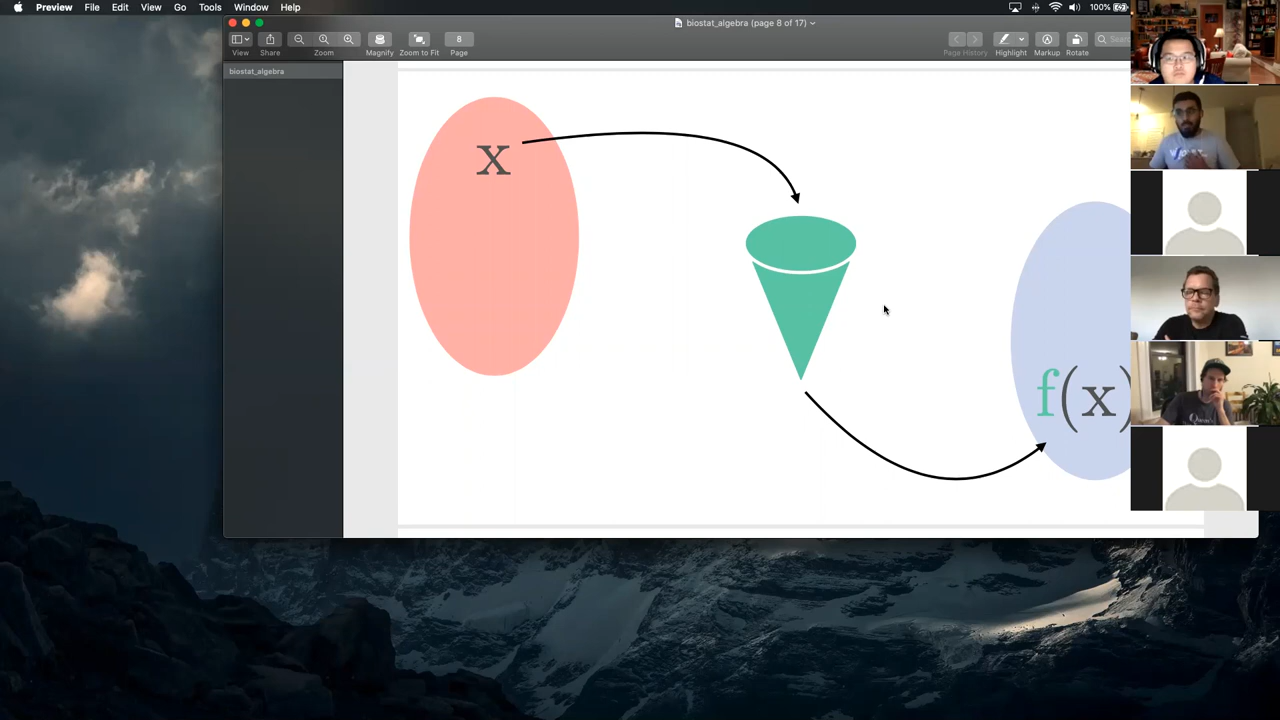 Preview File Edit View Go Tools Window Help 100%
biostat_algebra (page 8 of 17)
8
View Share Zoom Magnify Zoom to Fit Page Page History Highlight Markup Rotate
biostat_algebra
x
f(x)